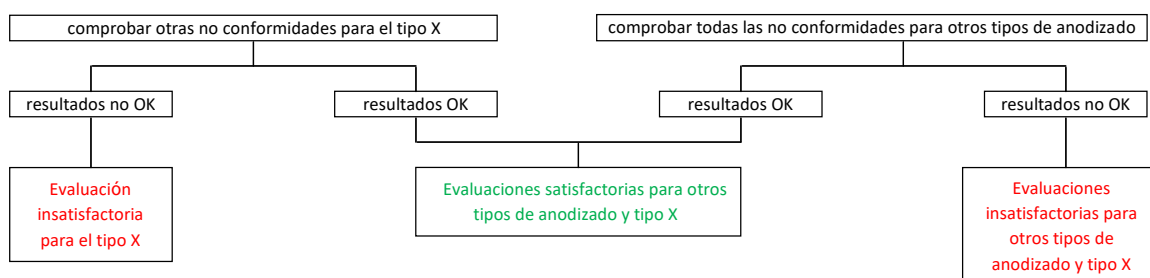 comprobar otras no conformidades para el tipo X
comprobar todas las no conformidades para otros tipos de anodizado
resultados no OK
resultados OK
resultados OK
resultados no OK
Evaluación
insatisfactoria
para el tipo X
Evaluaciones satisfactorias para otros
tipos de anodizado y tipo X
Evaluaciones
insatisfactorias para
otros tipos de
anodizado y tipo X